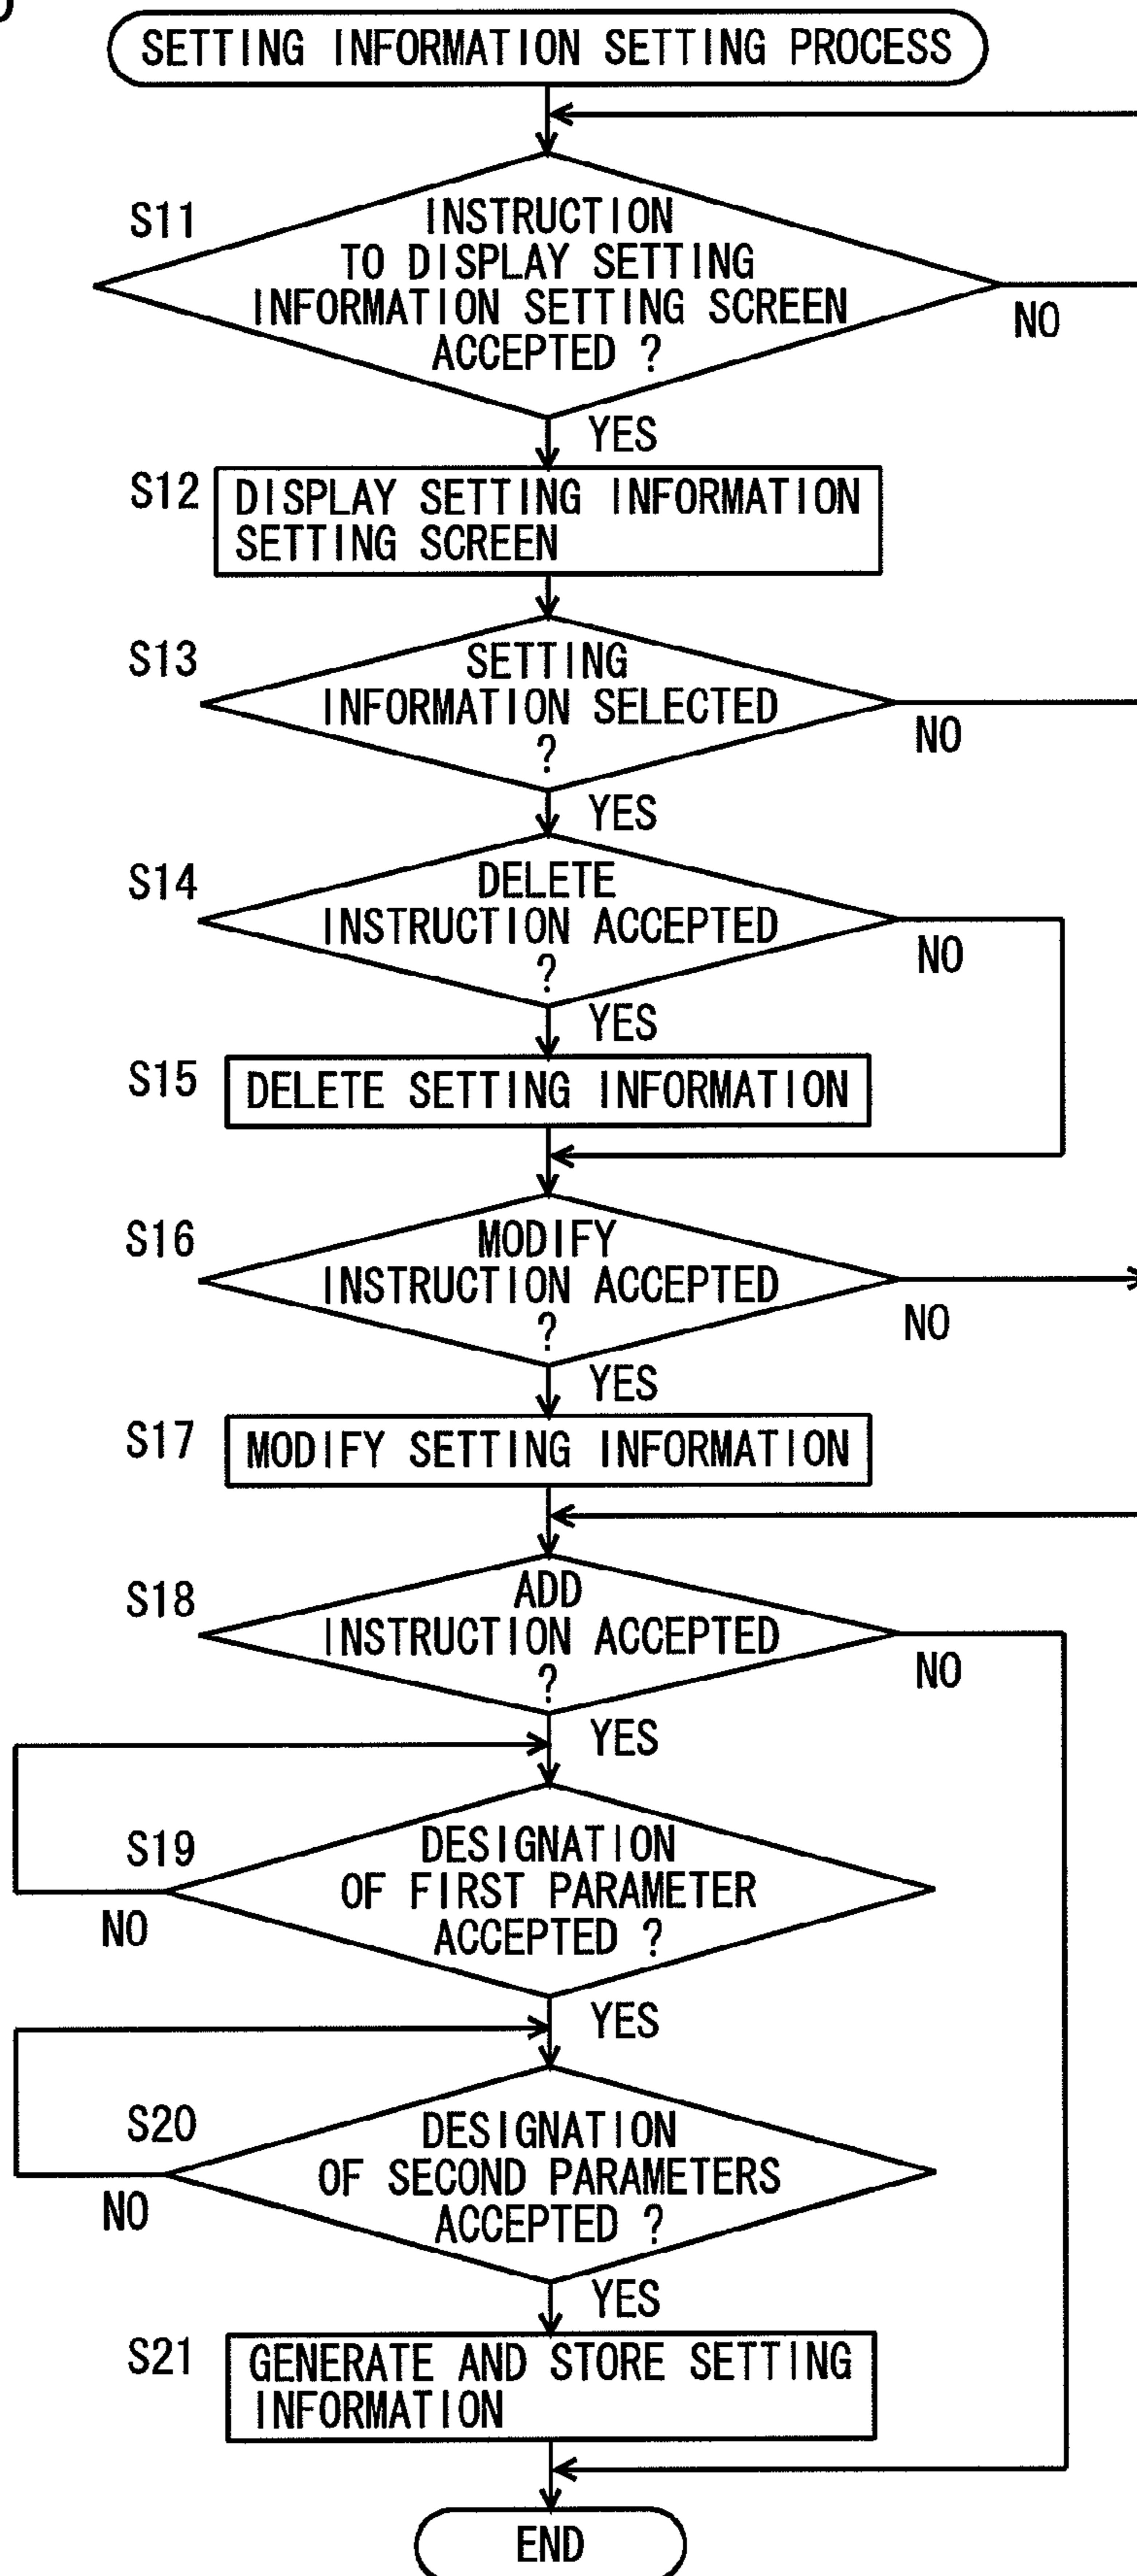 SETTING INFORMATION SETTING PROCESS
S11
INSTRUCTION
TO DISPLAY SETTING
INFORMATION SETTING SCREEN
ACCEPTED ?
NO
YES
S12
DISPLAY SETTING INFORMATION
SETTING SCREEN
S13
SETTING
INFORMATION SELECTED
?
NO
YES
S14
DELETE
INSTRUCTION ACCEPTED
?
NO
YES
S15
DELETE SETTING INFORMATION
S16
MODIFY
INSTRUCTION ACCEPTED
?
NO
YES
S17
MODIFY SETTING INFORMATION
S18
ADD
INSTRUCTION ACCEPTED
?
NO
YES
S19
DESIGNATION
OF FIRST PARAMETER
ACCEPTED ?
NO
YES
S20
DESIGNATION
OF SECOND PARAMETERS
ACCEPTED ?
NO
YES
S21
GENERATE AND STORE SETTING
INFORMATION
END